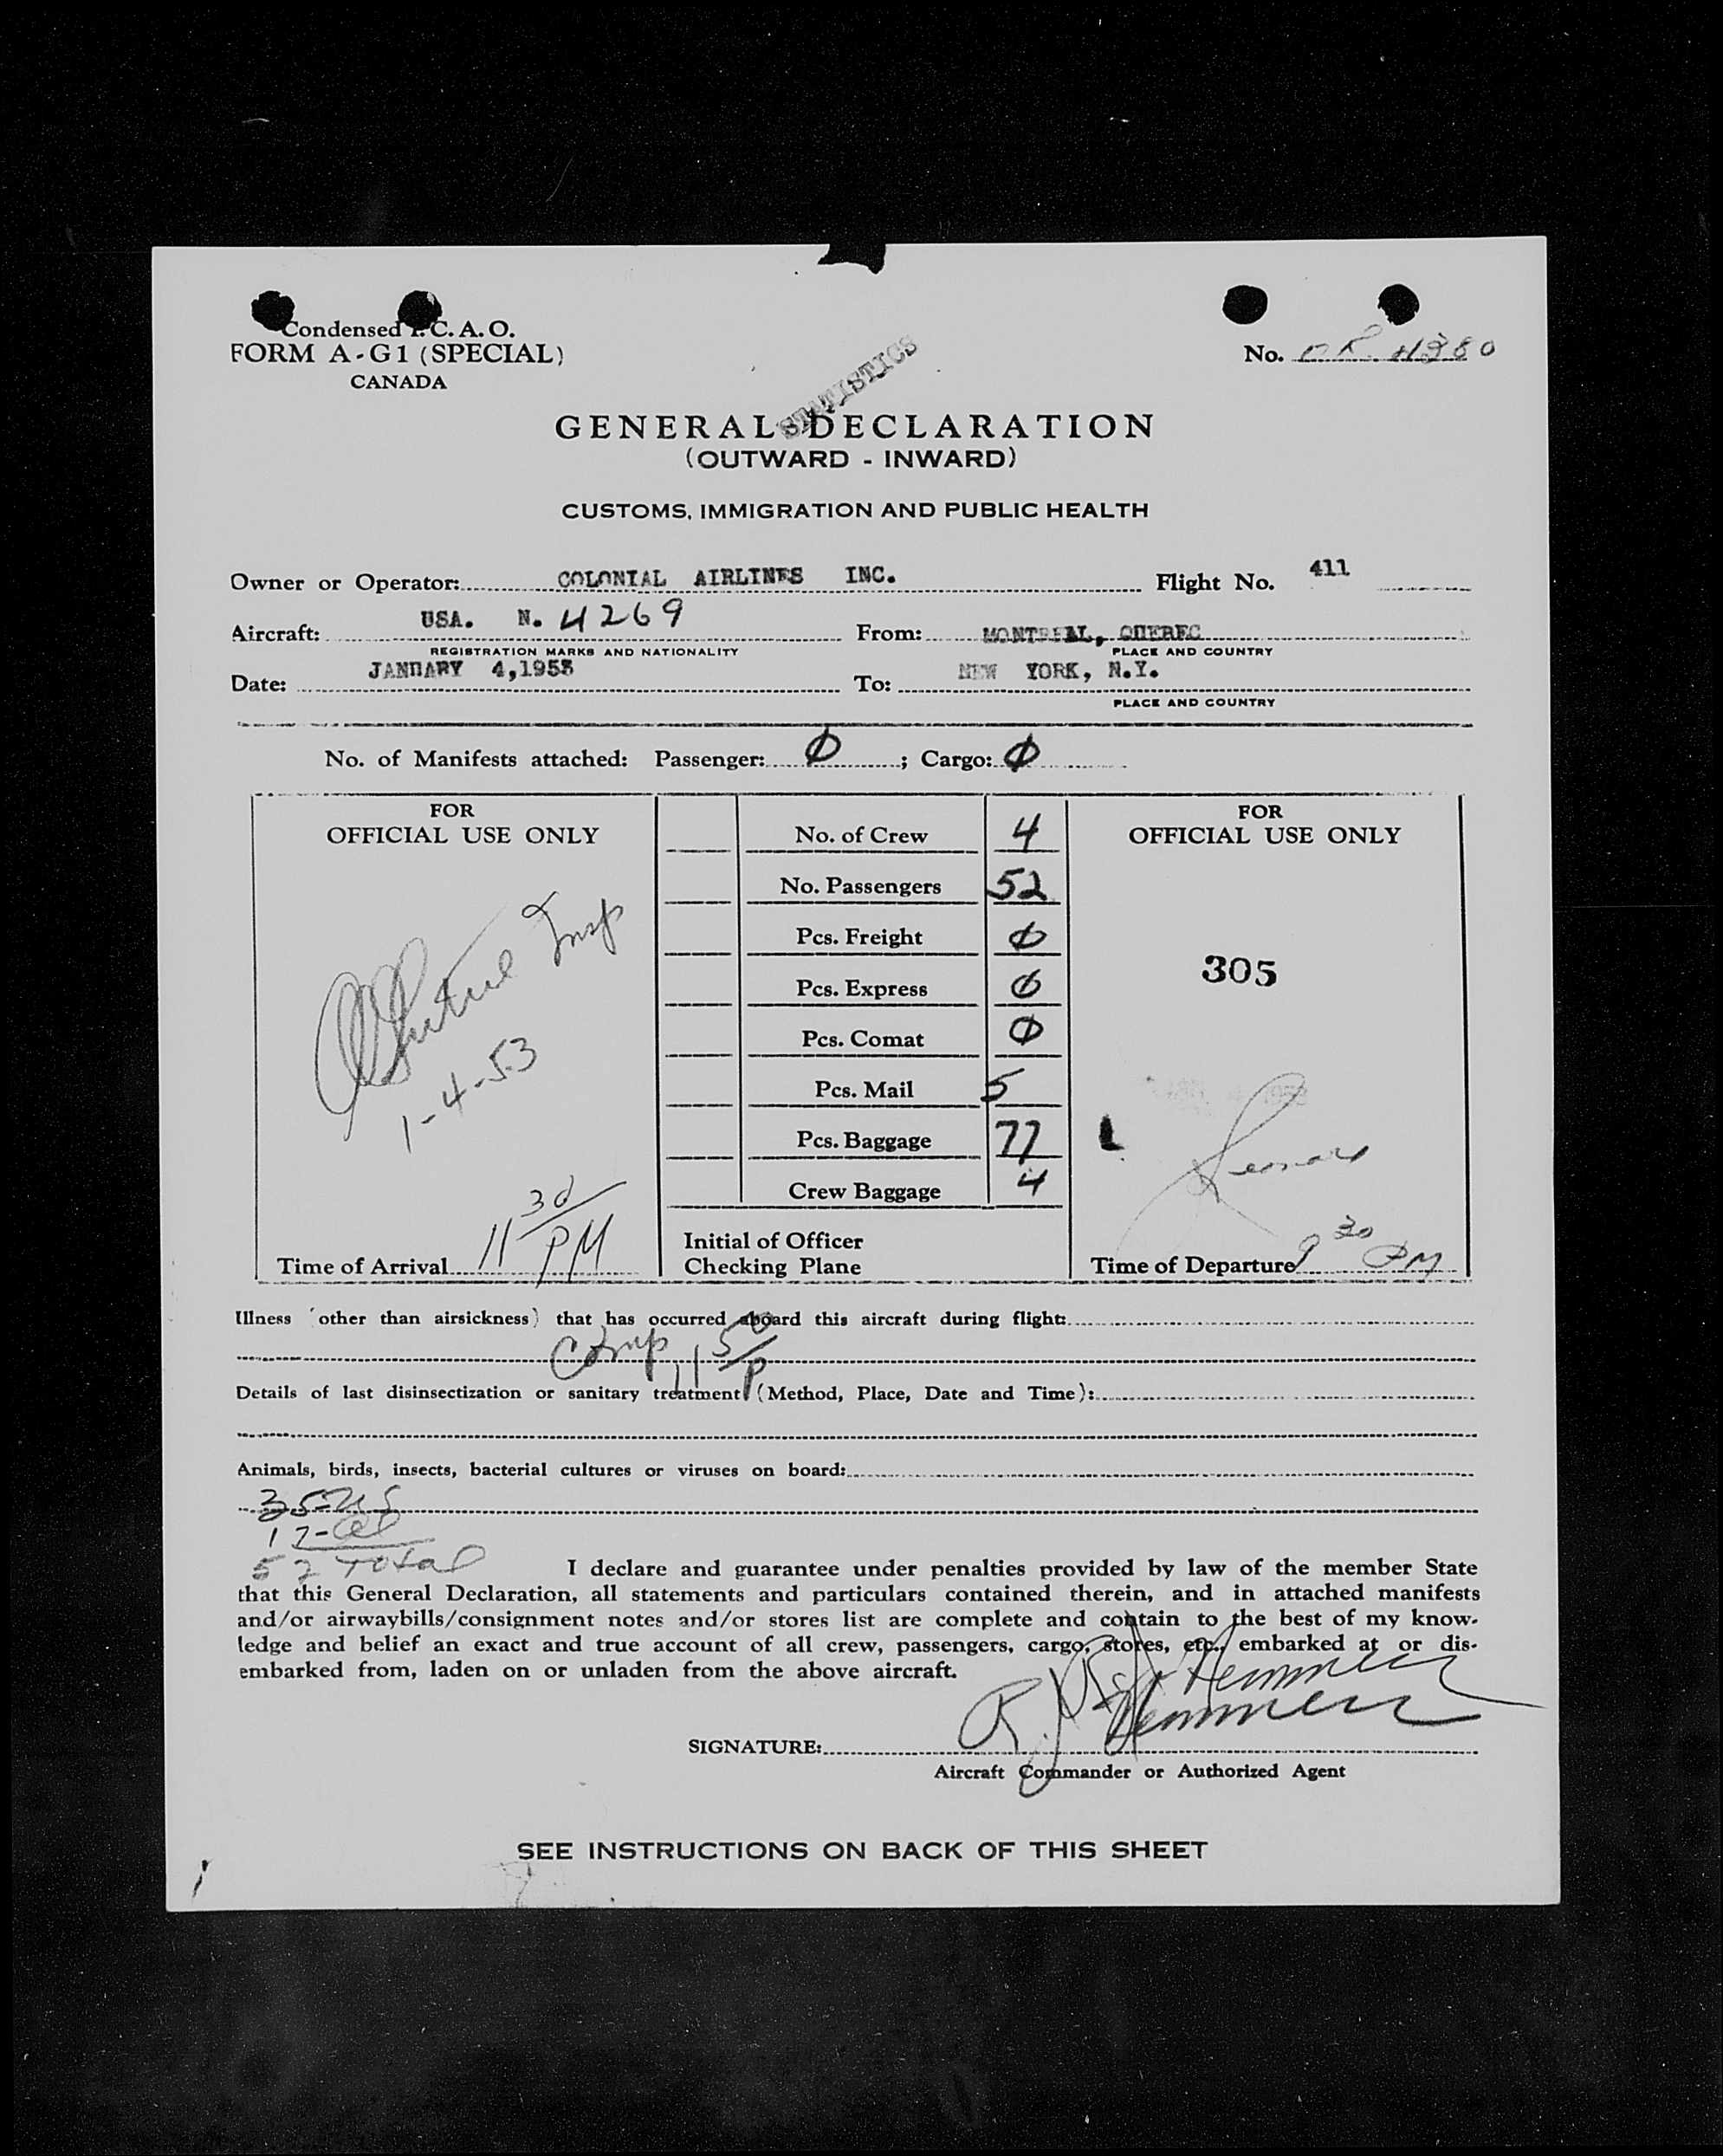 Condensed I.C.A.O.
FORM A-G1 (SPECIAL)
CANADA
No. 4380
STATISTICS
GENERAL DECLARATION
(OUTWARD - INWARD)
CUSTOMS, IMMIGRATION AND PUBLIC HEALTH
Owner or Operator: COLONIAL AIRLINES INC. Flight No. 411
Aircraft: USA. N. 4269 From: MONTREAL, QUEBEC
REGISTRATION MARKS AND NATIONALITY PLACE AND COUNTRY
Date: JANUARY 4,1953 To: NEW YORK, N.Y.
PLACE AND COUNTRY
No. of Manifests attached: Passenger: 0; Cargo: 0
FOR
OFFICIAL USE ONLY
Insp
1-4-53
Time of Arrival 11 30 PM
No. of Crew 4
No. Passengers 52
Pcs. Freight 0
Pcs. Express 0
Pcs. Comat 0
Pcs. Mail 5
Pcs. Baggage 77
Crew Baggage 4
Initial of Officer
Checking Plane
FOR
OFFICIAL USE ONLY
305
Time of Departure 9 30 PM
Illness (other than airsickness) that has occurred aboard this aircraft during flight:
Comp 11 50 P
Details of last disinsectization or sanitary treatment (Method, Place, Date and Time):
Animals, birds, insects, bacterial cultures or viruses on board:
35-US
17-al
52 Total
I declare and guarantee under penalties provided by law of the member State
that this General Declaration, all statements and particulars contained therein, and in attached manifests
and/or airwaybills/consignment notes and/or stores list are complete and contain to the best of my know-
ledge and belief an exact and true account of all crew, passengers, cargo, stores, etc., embarked at or dis-
embarked from, laden on or unladen from the above aircraft.
SIGNATURE: R.J.
Aircraft Commander or Authorized Agent
SEE INSTRUCTIONS ON BACK OF THIS SHEET